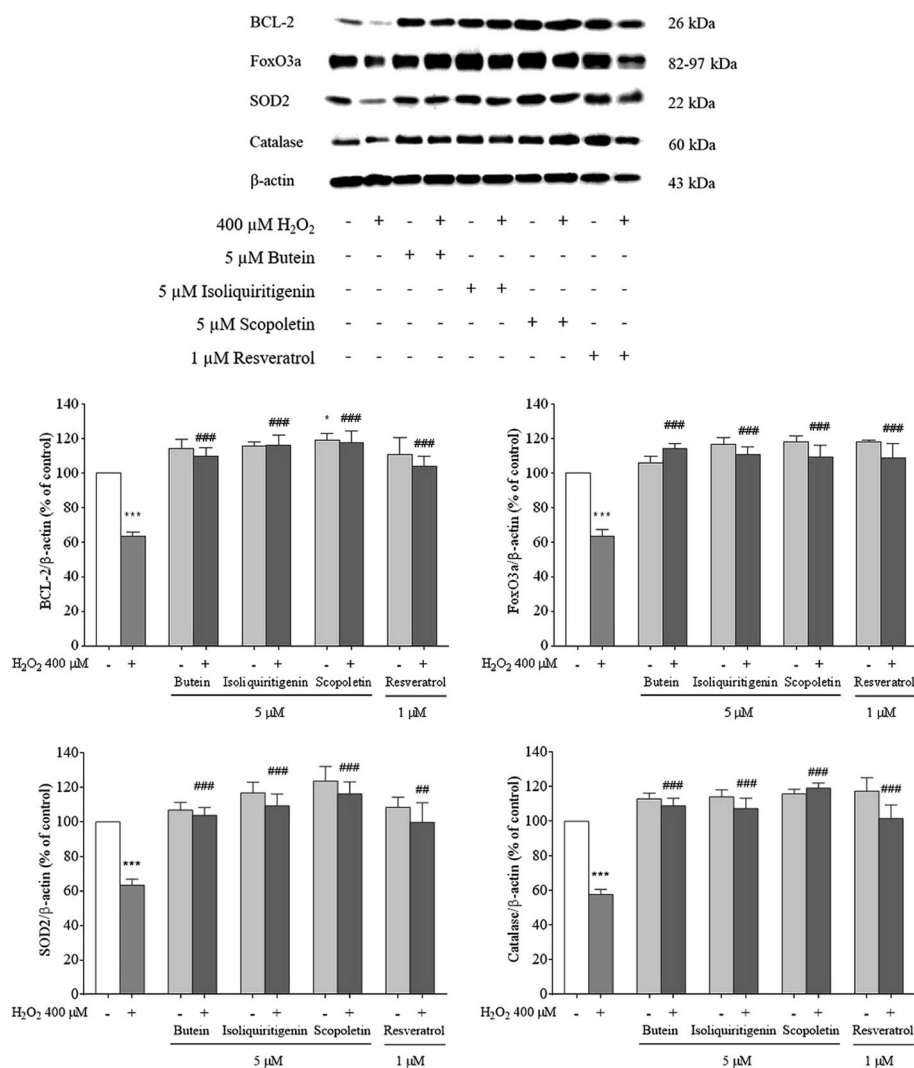 BCL-2 26 kDa
FoxO3a 82-97 kDa
SOD2 22 kDa
Catalase 60 kDa
β-actin 43 kDa
400 µM H₂O₂ - + - + - + - + - +
5 µM Butein - - + + - - - - - -
5 µM Isoliquiritigenin - - - - + + - - - -
5 µM Scopoletin - - - - - - + + - -
1 µM Resveratrol - - - - - - - - + +
BCL-2/β-actin (% of control)
140
120
100
80
60
40
20
0
*** ### ### * ### ###
H₂O₂ 400 µM - + - + - + - + - +
Butein Isoliquiritigenin Scopoletin Resveratrol
5 µM 1 µM
FoxO3a/β-actin (% of control)
140
120
100
80
60
40
20
0
*** ### ### ### ###
H₂O₂ 400 µM - + - + - + - + - +
Butein Isoliquiritigenin Scopoletin Resveratrol
5 µM 1 µM
SOD2/β-actin (% of control)
140
120
100
80
60
40
20
0
*** ### ### ### ##
H₂O₂ 400 µM - + - + - + - + - +
Butein Isoliquiritigenin Scopoletin Resveratrol
5 µM 1 µM
Catalase/β-actin (% of control)
140
120
100
80
60
40
20
0
*** ### ### ### ###
H₂O₂ 400 µM - + - + - + - + - +
Butein Isoliquiritigenin Scopoletin Resveratrol
5 µM 1 µM